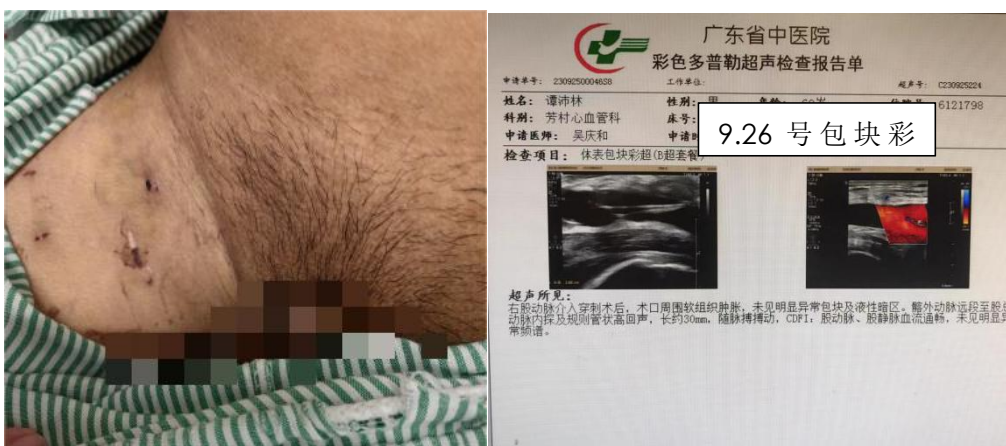 广东省中医院
彩色多普勒超声检查报告单
申请单号: 2309250004658 工作单位: 超声号: C230925224
姓名: 谭沛林 性别: 男
科别: 芳村心血管科 床号: 6121798
申请医师: 吴庆和
9.26 号包块彩
检查项目: 体表包块彩超(B超套餐)
超声所见:
右股动脉介入穿刺术后, 术口周围软组织肿胀, 未见明显异常包块及液性暗区。髂外动脉远段至股总
动脉内探及规则管状高回声, 长约30mm, 随脉搏搏动, CDFI: 股动脉、股静脉血流通畅, 未见明显异
常频谱。